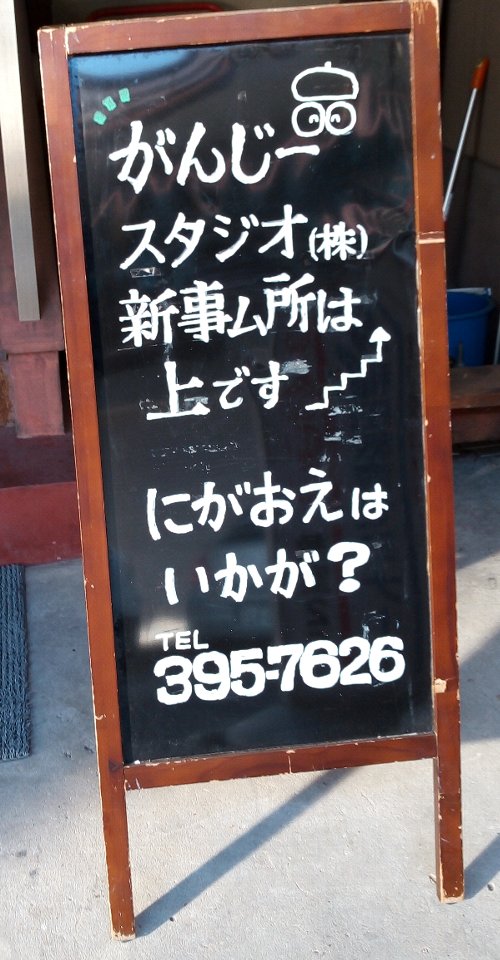 がんじー
スタジオ(株)
新事ム所は
上です
にがおえは
いかが?
TEL
395-7626